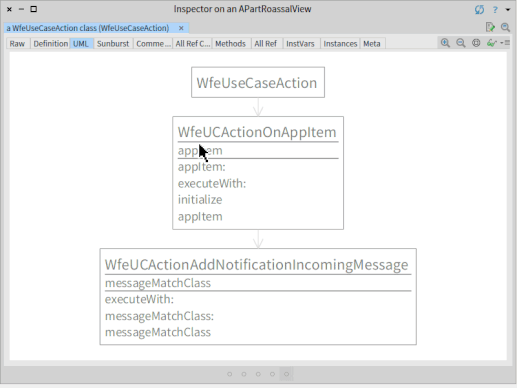 Inspector on an APartRoassalView
?
a WfeUseCaseAction class (WfeUseCaseAction) ×
Raw Definition UML Sunburst Comme ... All Ref C... Methods All Ref InstVars Instances Meta
WfeUseCaseAction
WfeUCActionOnAppItem
appItem
appItem:
executeWith:
initialize
appItem
WfeUCActionAddNotificationIncomingMessage
messageMatchClass
executeWith:
messageMatchClass:
messageMatchClass